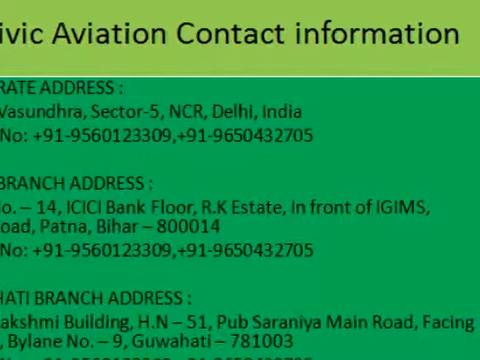 ivic Aviation Contact information
RATE ADDRESS :
Vasundhra, Sector-5, NCR, Delhi, India
No: +91-9560123309,+91-9650432705
BRANCH ADDRESS :
o. – 14, ICICI Bank Floor, R.K Estate, In front of IGIMS,
oad, Patna, Bihar – 800014
No: +91-9560123309,+91-9650432705
HATI BRANCH ADDRESS :
akshmi Building, H.N – 51, Pub Saraniya Main Road, Facing
, Bylane No. – 9, Guwahati – 781003